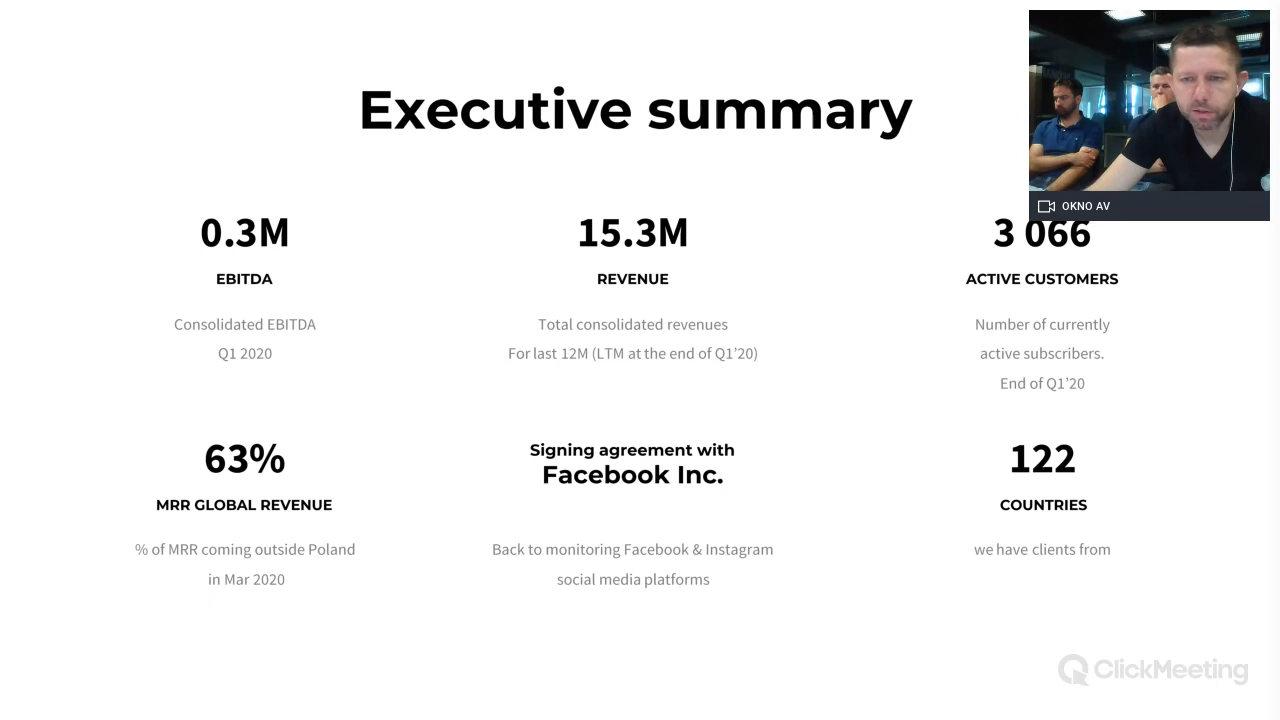 Executive summary
OKNO AV
0.3M
EBITDA
Consolidated EBITDA
Q1 2020
15.3M
REVENUE
Total consolidated revenues
For last 12M (LTM at the end of Q1’20)
3 066
ACTIVE CUSTOMERS
Number of currently
active subscribers.
End of Q1’20
63%
MRR GLOBAL REVENUE
% of MRR coming outside Poland
in Mar 2020
Signing agreement with
Facebook Inc.
Back to monitoring Facebook & Instagram
social media platforms
122
COUNTRIES
we have clients from
ClickMeeting